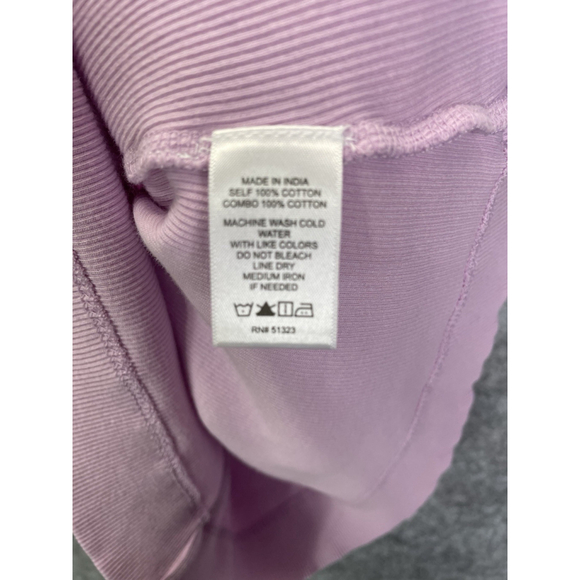 MADE IN INDIA
SELF 100% COTTON
COMBO 100% COTTON
MACHINE WASH COLD
WATER
WITH LIKE COLORS
DO NOT BLEACH
LINE DRY
MEDIUM IRON
IF NEEDED
RN# 51323